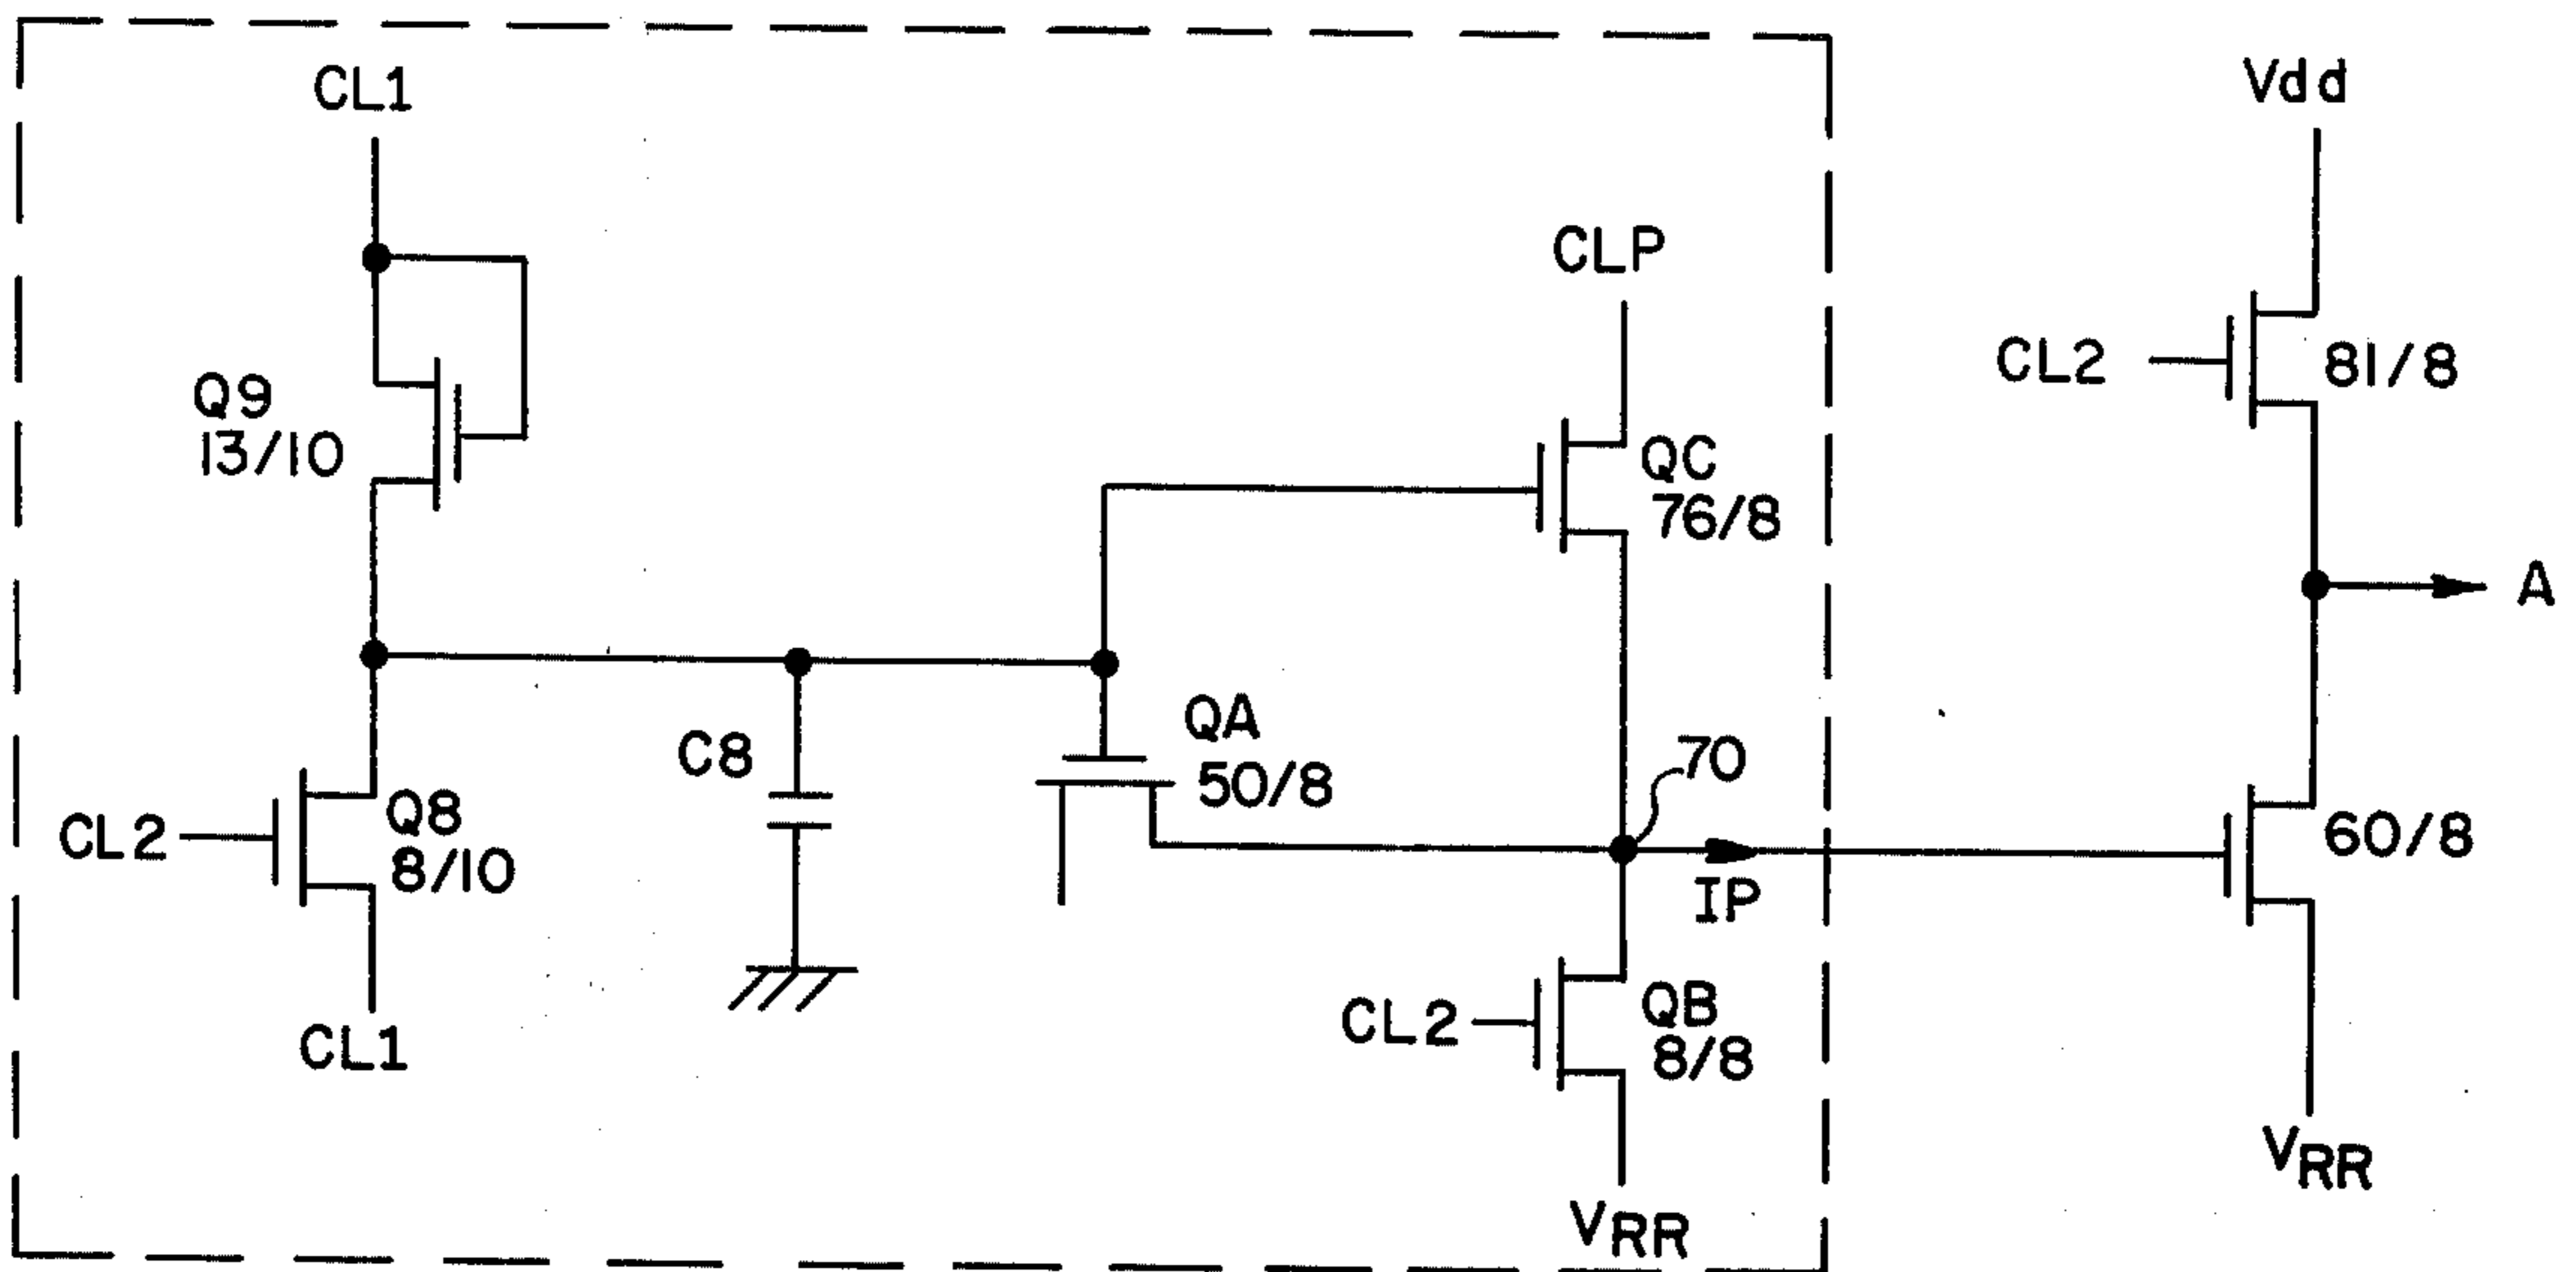 CL1
Vdd
CLP
CL2
81/8
Q9
13/10
QC
76/8
A
QA
50/8
C8
70
CL2
Q8
8/10
60/8
IP
CL2
QB
8/8
CL1
VRR
VRR